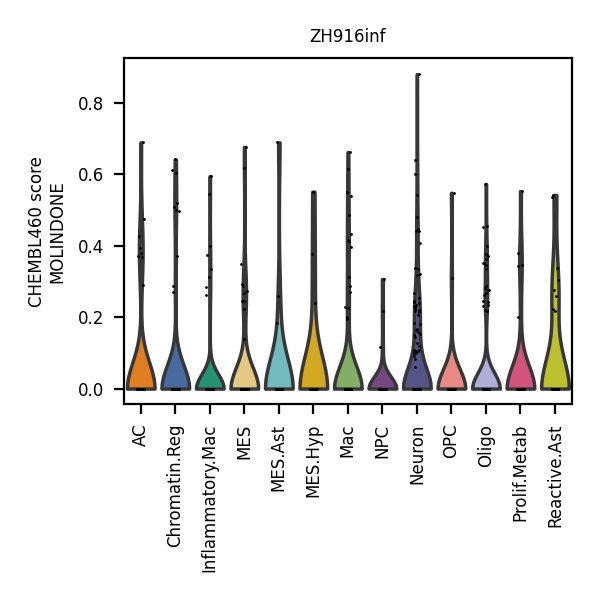 ZH916inf
CHEMBL460 score
MOLINDONE
0.8
0.6
0.4
0.2
0.0
AC
Chromatin.Reg
Inflammatory.Mac
MES
MES.Ast
MES.Hyp
Mac
NPC
Neuron
OPC
Oligo
Prolif.Metab
Reactive.Ast